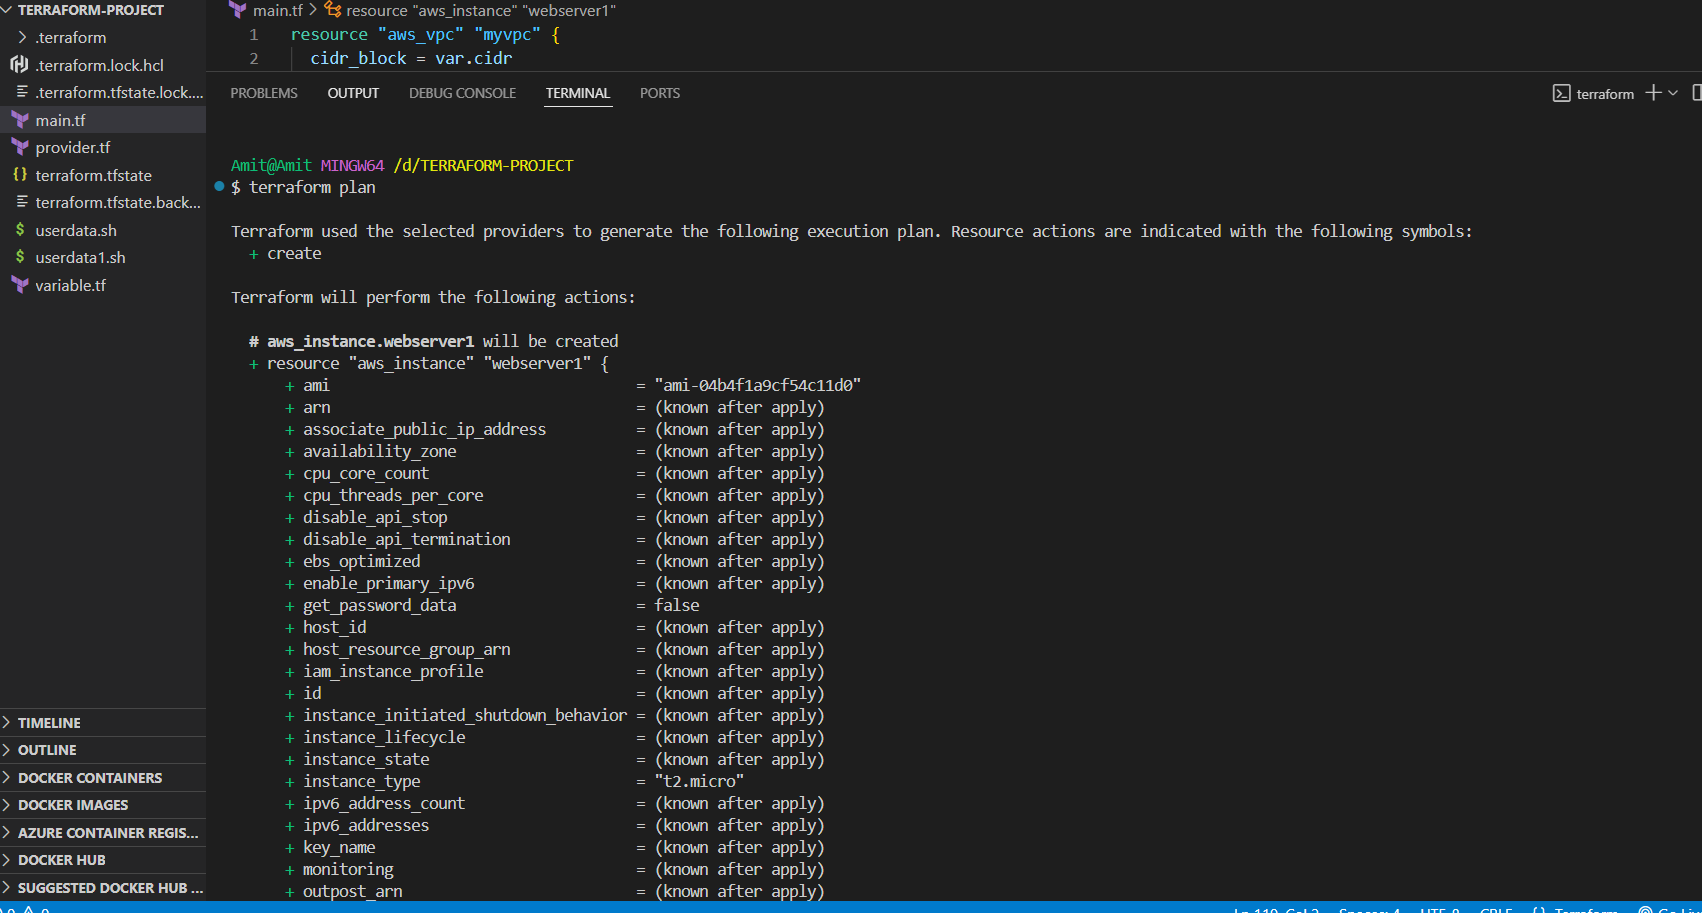 TERRAFORM-PROJECT
.terraform
.terraform.lock.hcl
.terraform.tfstate.lock....
main.tf
provider.tf
terraform.tfstate
terraform.tfstate.back...
userdata.sh
userdata1.sh
variable.tf
TIMELINE
OUTLINE
DOCKER CONTAINERS
DOCKER IMAGES
AZURE CONTAINER REGIS...
DOCKER HUB
SUGGESTED DOCKER HUB ...
main.tf > resource "aws_instance" "webserver1"
1 resource "aws_vpc" "myvpc" {
2 cidr_block = var.cidr
PROBLEMS OUTPUT DEBUG CONSOLE TERMINAL PORTS terraform
Amit@Amit MINGW64 /d/TERRAFORM-PROJECT
$ terraform plan
Terraform used the selected providers to generate the following execution plan. Resource actions are indicated with the following symbols:
+ create
Terraform will perform the following actions:
# aws_instance.webserver1 will be created
+ resource "aws_instance" "webserver1" {
+ ami = "ami-04b4f1a9cf54c11d0"
+ arn = (known after apply)
+ associate_public_ip_address = (known after apply)
+ availability_zone = (known after apply)
+ cpu_core_count = (known after apply)
+ cpu_threads_per_core = (known after apply)
+ disable_api_stop = (known after apply)
+ disable_api_termination = (known after apply)
+ ebs_optimized = (known after apply)
+ enable_primary_ipv6 = (known after apply)
+ get_password_data = false
+ host_id = (known after apply)
+ host_resource_group_arn = (known after apply)
+ iam_instance_profile = (known after apply)
+ id = (known after apply)
+ instance_initiated_shutdown_behavior = (known after apply)
+ instance_lifecycle = (known after apply)
+ instance_state = (known after apply)
+ instance_type = "t2.micro"
+ ipv6_address_count = (known after apply)
+ ipv6_addresses = (known after apply)
+ key_name = (known after apply)
+ monitoring = (known after apply)
+ outpost_arn = (known after apply)